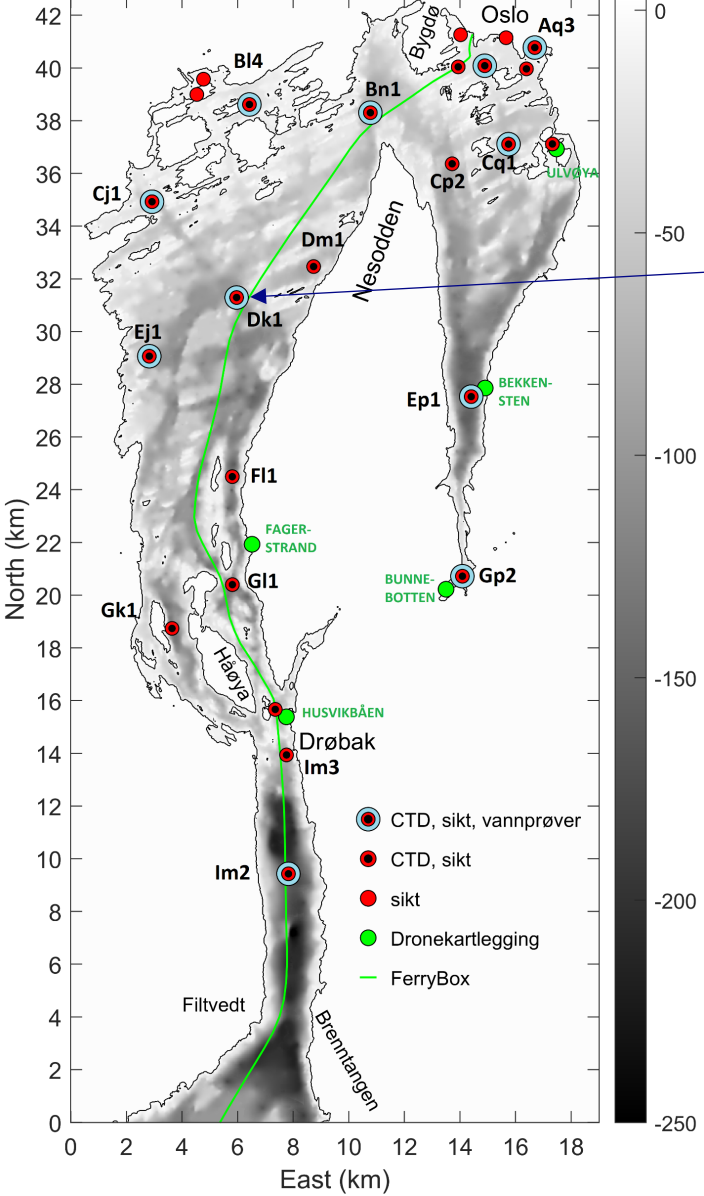 42
40
38
36
34
32
30
28
26
24
22
20
18
16
14
12
10
8
6
4
2
0
North (km)
0
2
4
6
8
10
12
14
16
18
East (km)
0
-50
-100
-150
-200
-250
Bygdø
Oslo
Aq3
Bl4
Bn1
Cq1
ULVØYA
Cp2
Cj1
Dm1
Nesodden
Dk1
Ej1
BEKKEN-
STEN
Ep1
Fl1
FAGER-
STRAND
Gl1
BUNNE-
BOTTEN
Gp2
Gk1
Håøya
HUSVIKBÅEN
Drøbak
Im3
Im2
CTD, sikt, vannprøver
CTD, sikt
sikt
Dronekartlegging
FerryBox
Filtvedt
Brenntangen